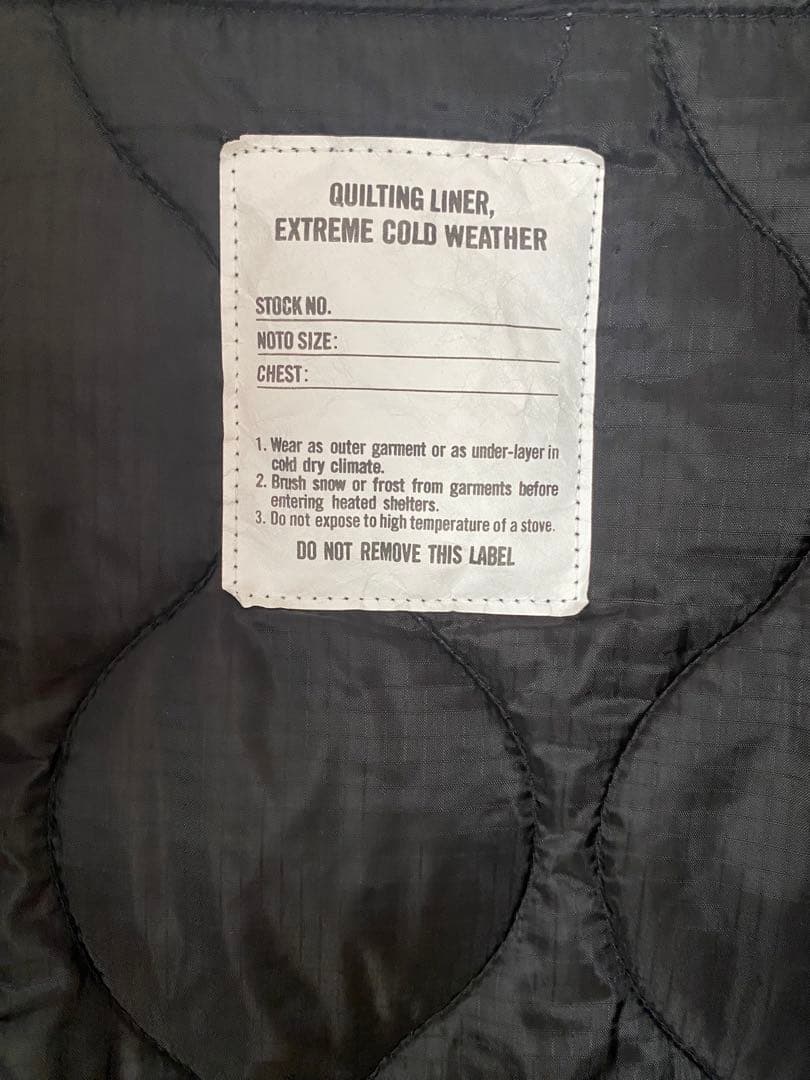 QUILTING LINER,
EXTREME COLD WEATHER
STOCK NO.
NOTO SIZE:
CHEST:
1. Wear as outer garment or as under-layer in
cold dry climate.
2. Brush snow or frost from garments before
entering heated shelters.
3. Do not expose to high temperature of a stove.
DO NOT REMOVE THIS LABEL